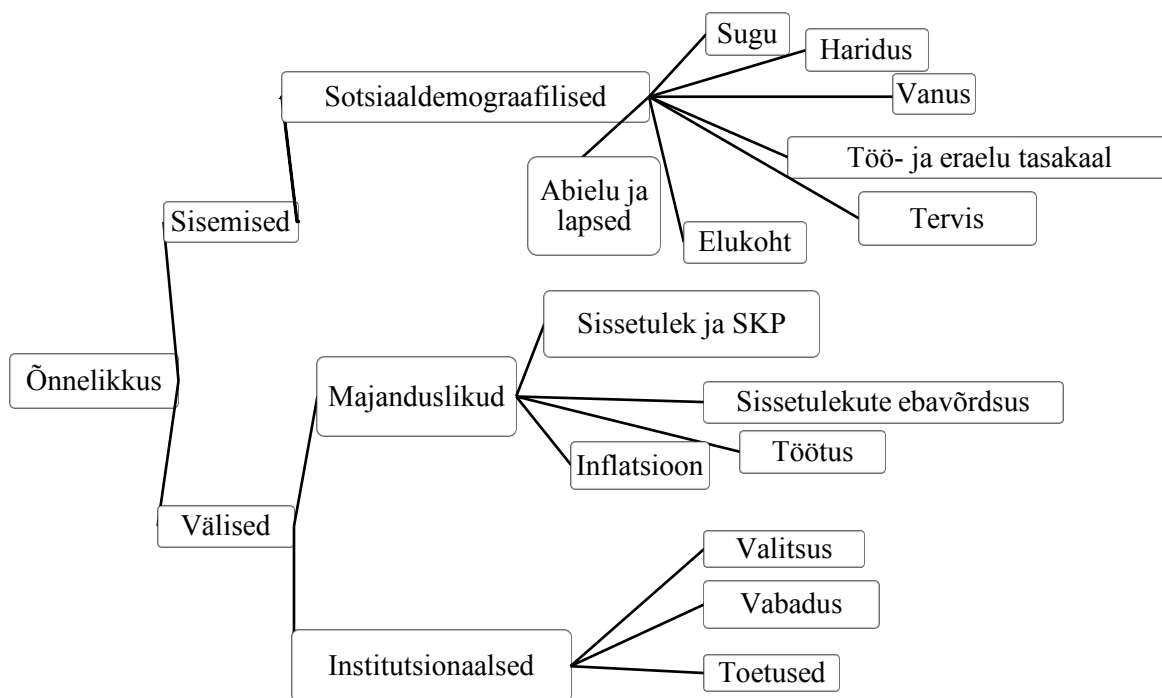 Sugu
Haridus
Sotsiaaldemograafilised
Vanus
Töö- ja eraelu tasakaal
Abielu ja
lapsed
Tervis
Sisemised
Elukoht
Sissetulek ja SKP
Õnnelikkus
Majanduslikud
Sissetulekute ebavõrdsus
Töötus
Inflatsioon
Välised
Valitsus
Vabadus
Institutsionaalsed
Toetused